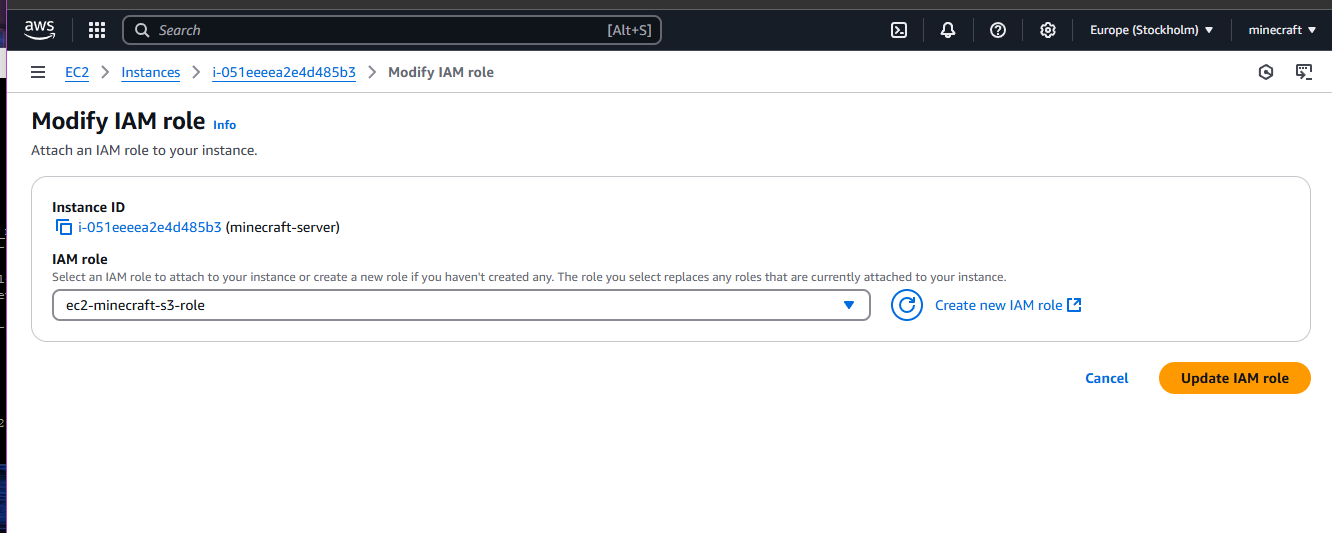 aws
Search [Alt+S]
Europe (Stockholm)
minecraft
EC2 > Instances > i-051eeeea2e4d485b3 > Modify IAM role
Modify IAM role Info
Attach an IAM role to your instance.
Instance ID
i-051eeeea2e4d485b3 (minecraft-server)
IAM role
Select an IAM role to attach to your instance or create a new role if you haven't created any. The role you select replaces any roles that are currently attached to your instance.
ec2-minecraft-s3-role
Create new IAM role
Cancel
Update IAM role